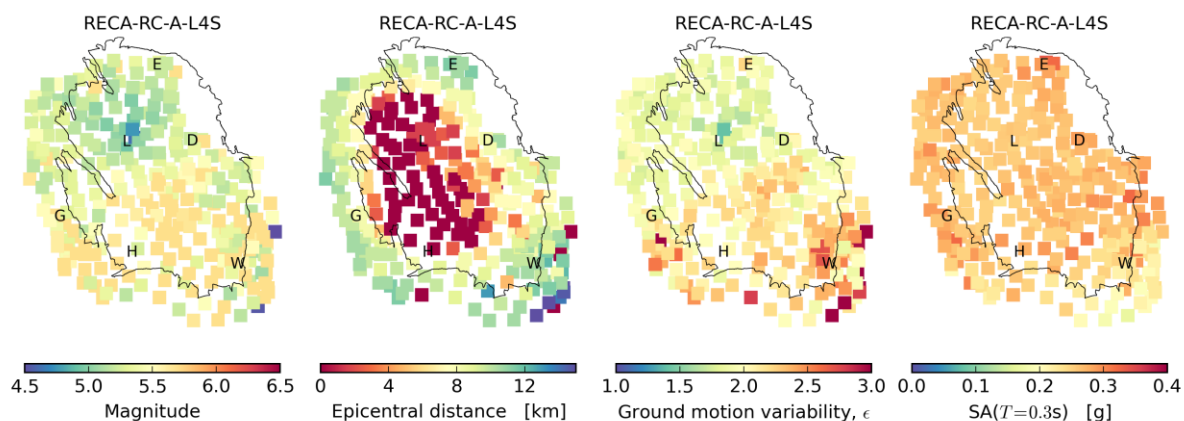 RECA-RC-A-L4S
RECA-RC-A-L4S
RECA-RC-A-L4S
RECA-RC-A-L4S
E
L
D
G
H
W
E
L
D
G
H
W
E
L
D
G
H
W
E
L
D
G
H
W
4.5 5.0 5.5 6.0 6.5
Magnitude
0 4 8 12
Epicentral distance [km]
1.0 1.5 2.0 2.5 3.0
Ground motion variability, ϵ
0.0 0.1 0.2 0.3 0.4
SA(T=0.3s) [g]